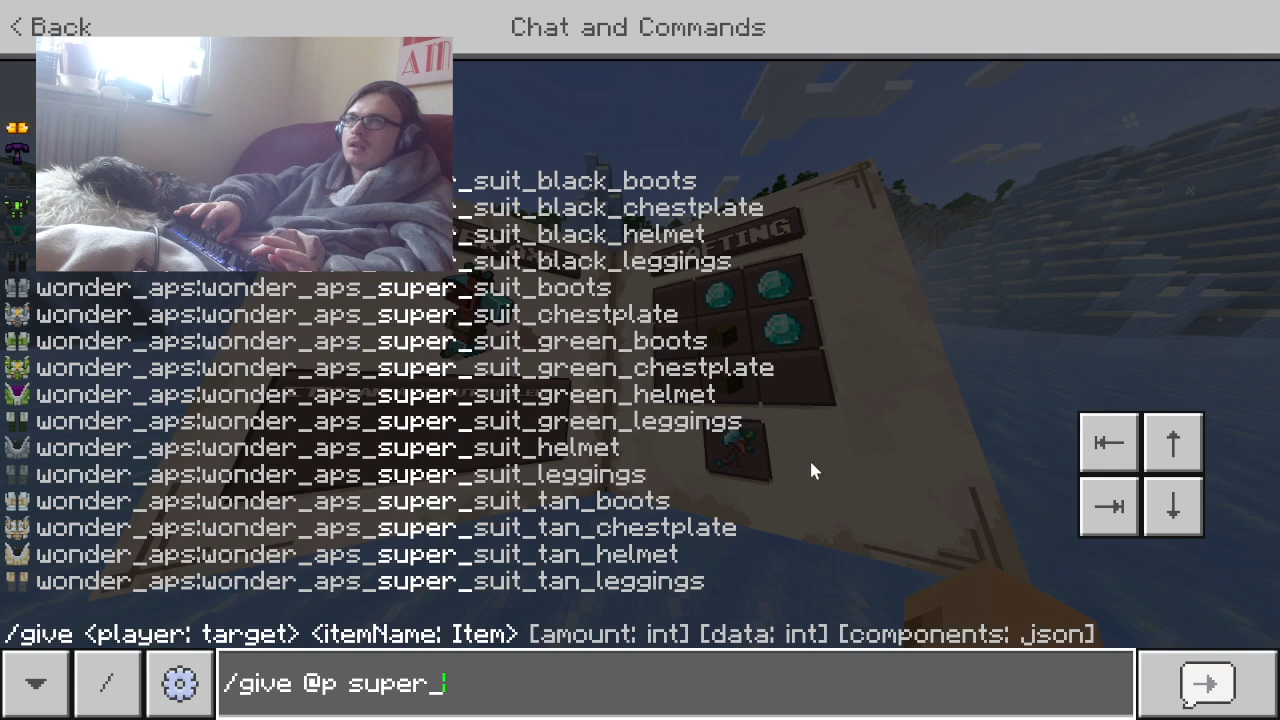 < Back
Chat and Commands
_suit_black_boots
_suit_black_chestplate
_suit_black_helmet
_suit_black_leggings
wonder_aps:wonder_aps_super_suit_boots
wonder_aps:wonder_aps_super_suit_chestplate
wonder_aps:wonder_aps_super_suit_green_boots
wonder_aps:wonder_aps_super_suit_green_chestplate
wonder_aps:wonder_aps_super_suit_green_helmet
wonder_aps:wonder_aps_super_suit_green_leggings
wonder_aps:wonder_aps_super_suit_helmet
wonder_aps:wonder_aps_super_suit_leggings
wonder_aps:wonder_aps_super_suit_tan_boots
wonder_aps:wonder_aps_super_suit_tan_chestplate
wonder_aps:wonder_aps_super_suit_tan_helmet
wonder_aps:wonder_aps_super_suit_tan_leggings
/give <player: target> <itemName: Item> [amount: int] [data: int] [components: .json]
/
/give @p super_